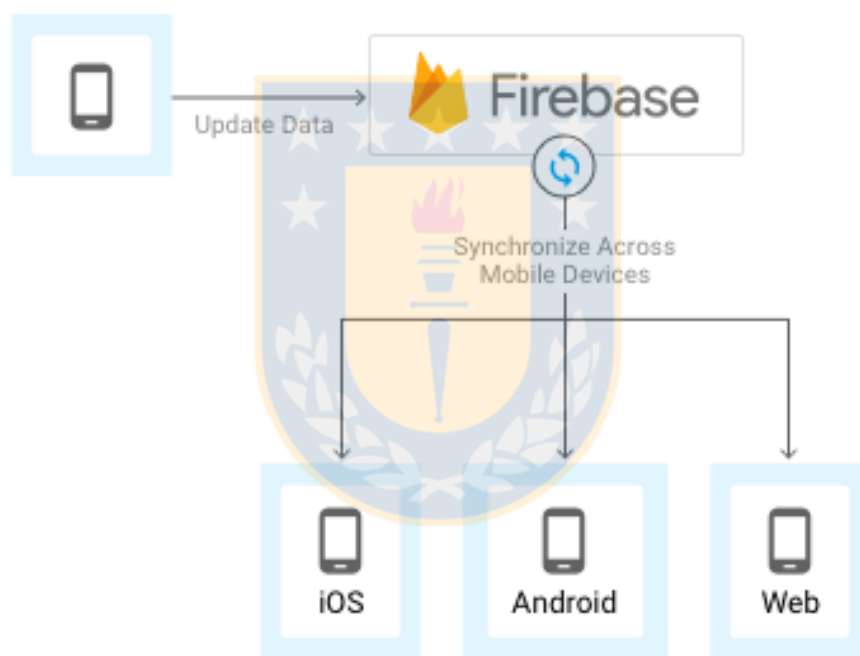 Firebase
Update Data
Synchronize Across
Mobile Devices
iOS
Android
Web